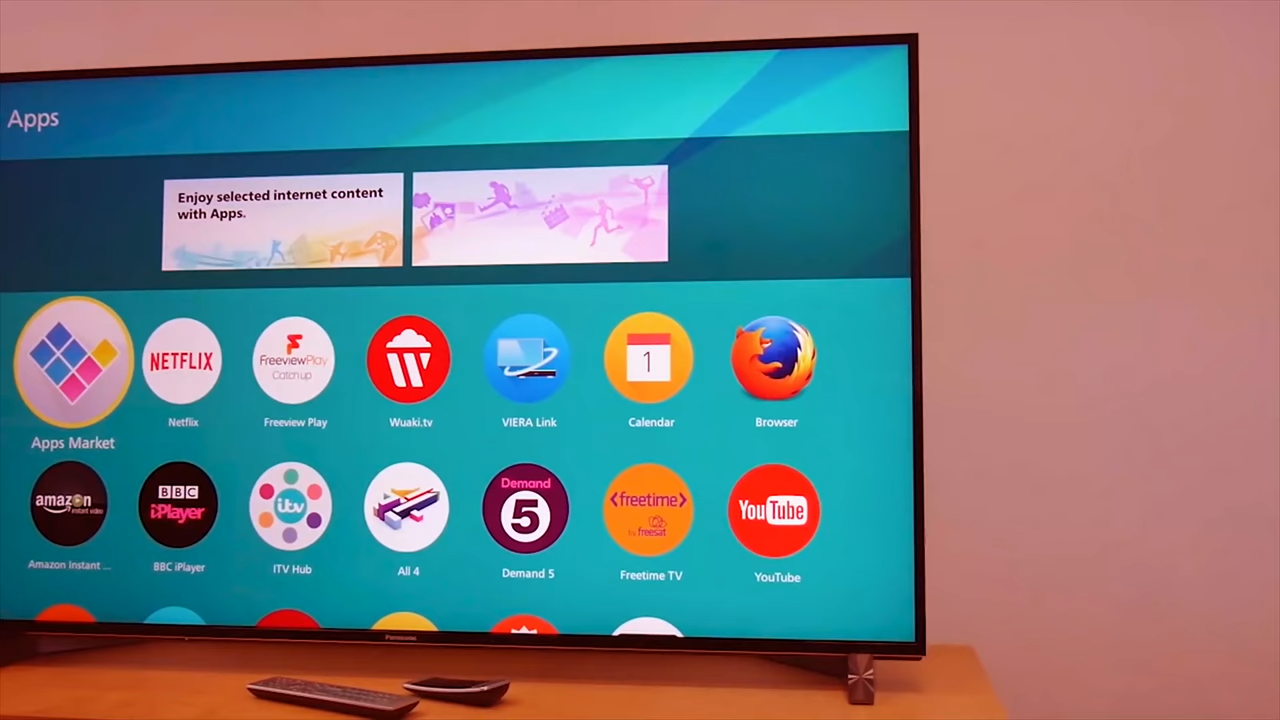 Apps
Enjoy selected internet content
with Apps.
NETFLIX
FreeviewPlay
Catch up
1
Apps Market
Netflix
Freeview Play
Wuaki.tv
VIERA Link
Calendar
Browser
amazon
instant video
BBC
iPlayer
itv
Demand
5
<freetime>
by freesat
YouTube
Amazon Instant ...
BBC iPlayer
ITV Hub
All 4
Demand 5
Freetime TV
YouTube
Panasonic